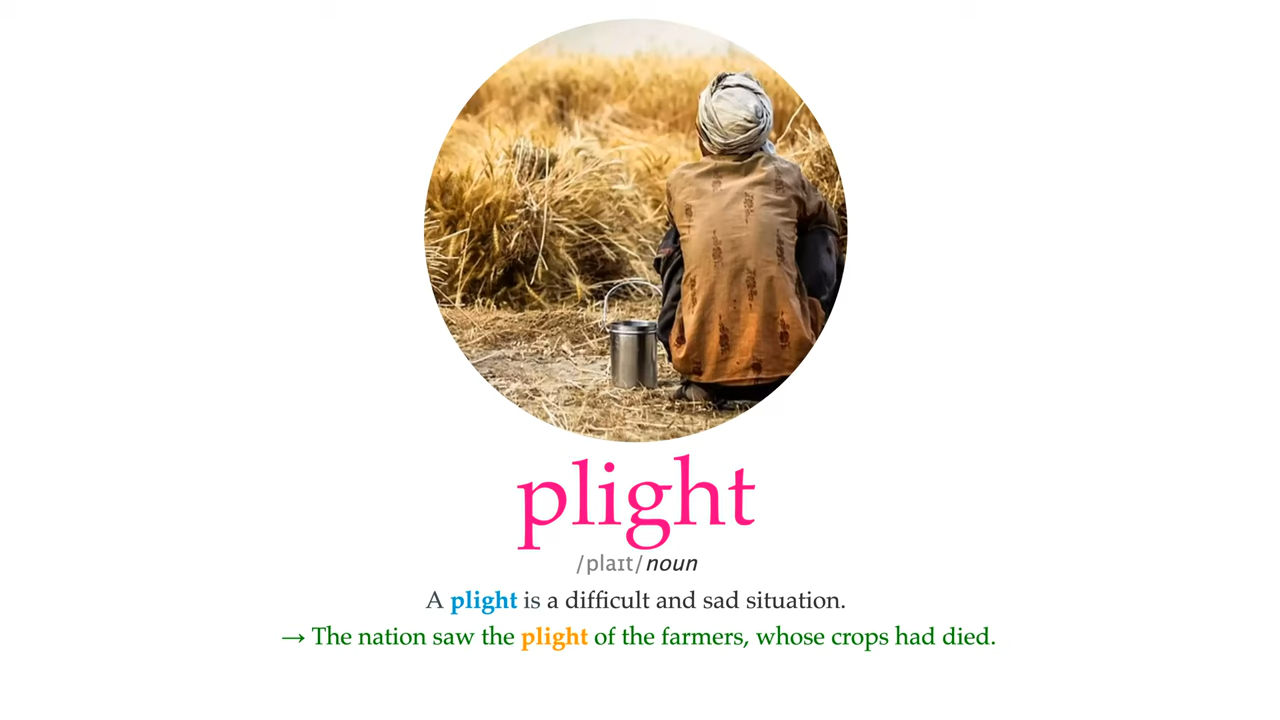 plight
/plaɪt/noun
A plight is a difficult and sad situation.
→ The nation saw the plight of the farmers, whose crops had died.